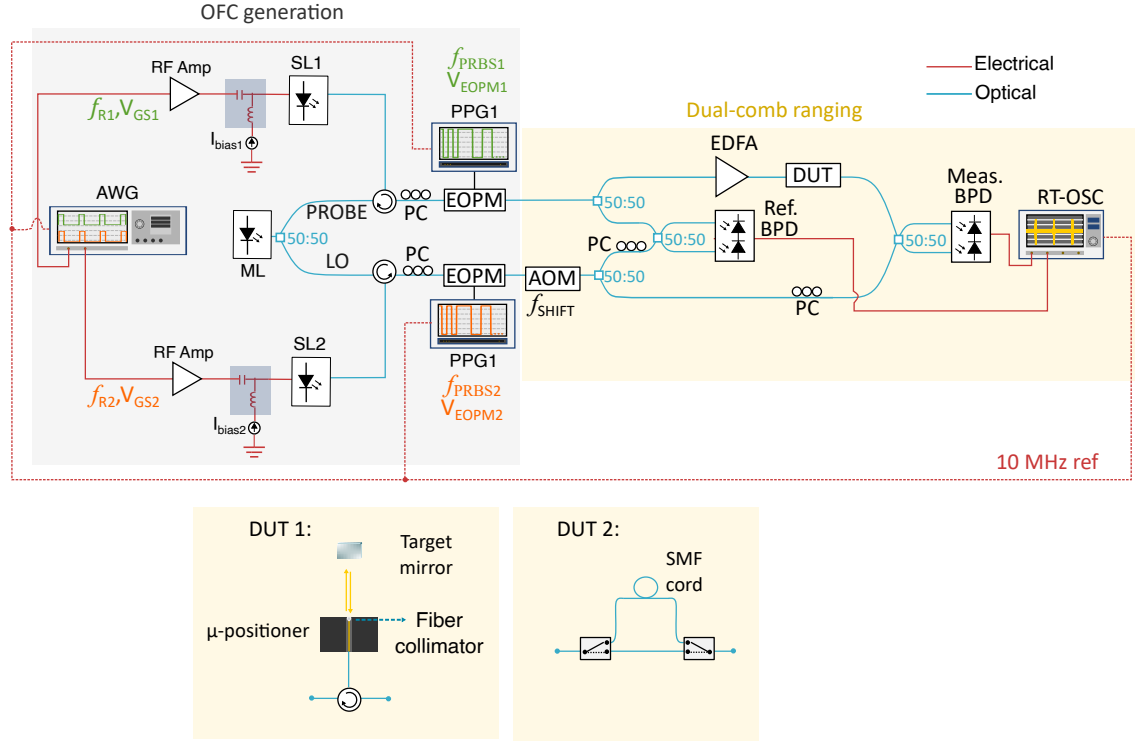 OFC generation
RF Amp
SL1
fPRBS1
VEOPM1
PPG1
fR1,VGS1
Ibias1
Electrical
Optical
Dual-comb ranging
EDFA
DUT
Meas.
BPD
RT-OSC
AWG
PROBE
PC
EOPM
50:50
Ref.
BPD
ML
50:50
LO
PC
EOPM
AOM
fSHIFT
PC
50:50
50:50
50:50
PC
RF Amp
SL2
PPG1
fPRBS2
VEOPM2
fR2,VGS2
Ibias2
10 MHz ref
DUT 1:
Target
mirror
μ-positioner
Fiber
collimator
DUT 2:
SMF
cord